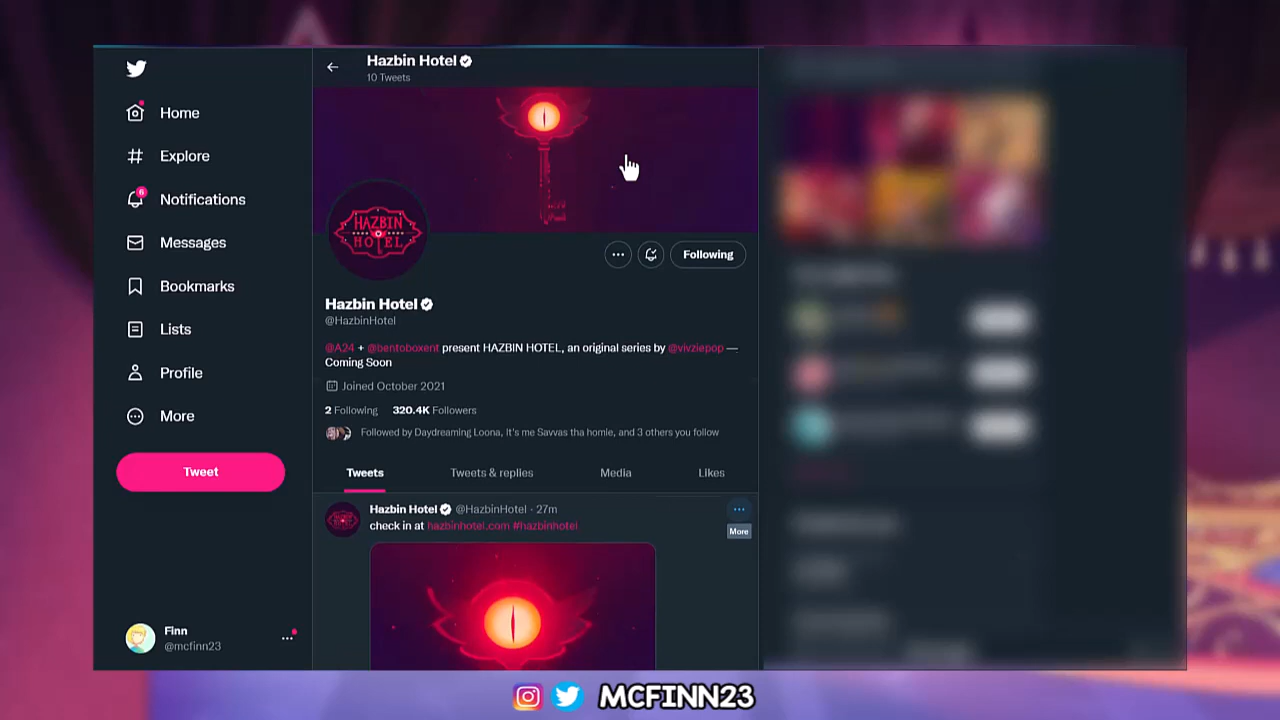 Home
Explore
6
Notifications
Messages
Bookmarks
Lists
Profile
More
Tweet
Finn
@mcfinn23
Hazbin Hotel
10 Tweets
HAZBIN
HOTEL
Following
Hazbin Hotel
@HazbinHotel
@A24 + @bentoboxent present HAZBIN HOTEL, an original series by @vivziepop —
Coming Soon
Joined October 2021
2 Following 320.4K Followers
Followed by Daydreaming Loona, It's me Savvas tha homie, and 3 others you follow
Tweets Tweets & replies Media Likes
Hazbin Hotel @HazbinHotel · 27m
check in at hazbinhotel.com #hazbinhotel
More
MCFINN23